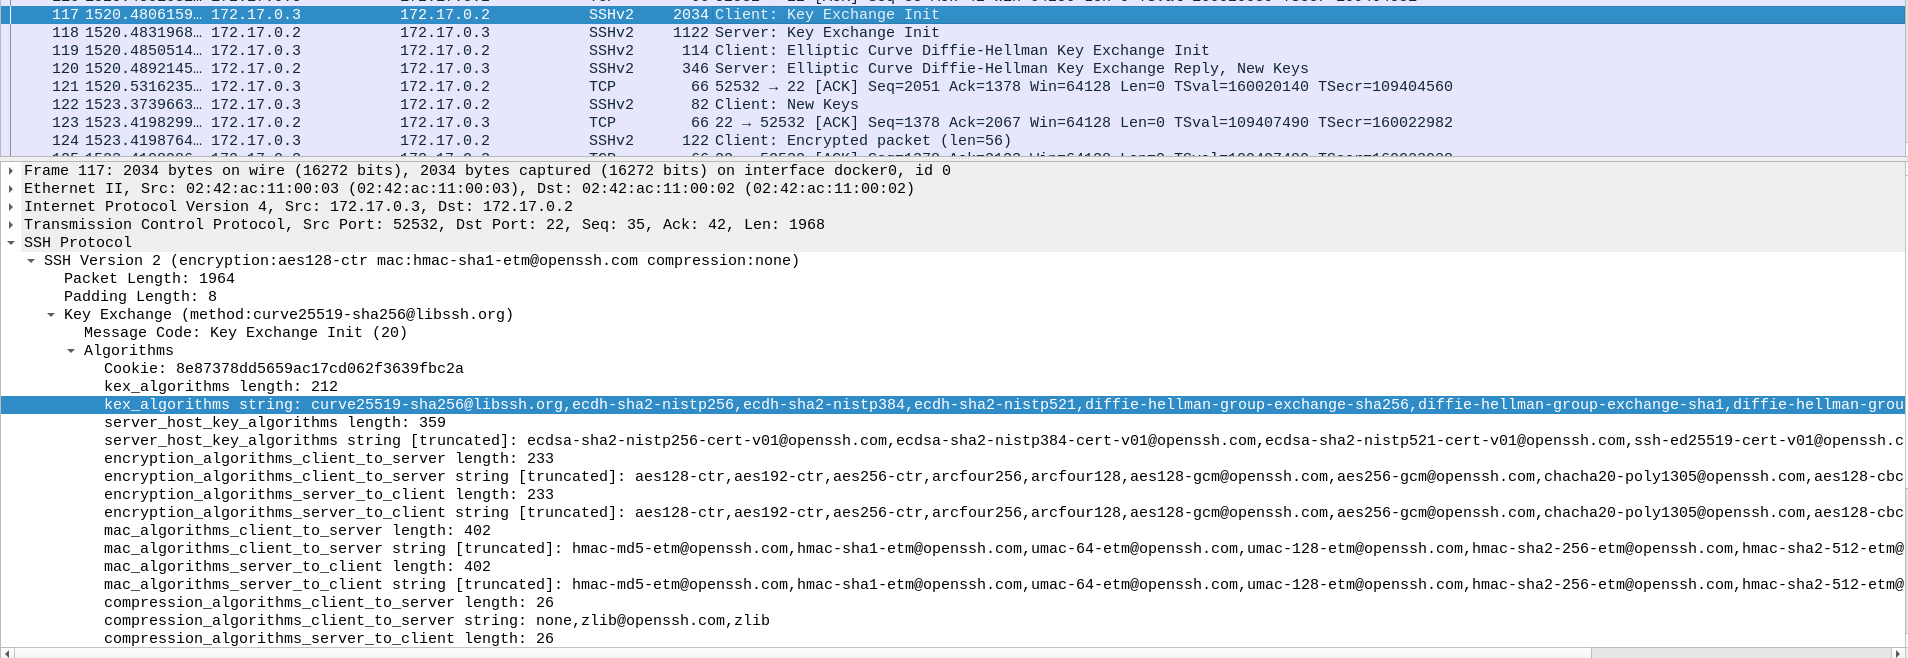 117 1520.4806159… 172.17.0.3 172.17.0.2 SSHv2 2034 Client: Key Exchange Init
118 1520.4831968… 172.17.0.2 172.17.0.3 SSHv2 1122 Server: Key Exchange Init
119 1520.4850514… 172.17.0.3 172.17.0.2 SSHv2 114 Client: Elliptic Curve Diffie-Hellman Key Exchange Init
120 1520.4892145… 172.17.0.2 172.17.0.3 SSHv2 346 Server: Elliptic Curve Diffie-Hellman Key Exchange Reply, New Keys
121 1520.5316235… 172.17.0.3 172.17.0.2 TCP 66 52532 → 22 [ACK] Seq=2051 Ack=1378 Win=64128 Len=0 TSval=160020140 TSecr=109404560
122 1523.3739663… 172.17.0.3 172.17.0.2 SSHv2 82 Client: New Keys
123 1523.4198299… 172.17.0.2 172.17.0.3 TCP 66 22 → 52532 [ACK] Seq=1378 Ack=2067 Win=64128 Len=0 TSval=109407490 TSecr=160022982
124 1523.4198764… 172.17.0.3 172.17.0.2 SSHv2 122 Client: Encrypted packet (len=56)
Frame 117: 2034 bytes on wire (16272 bits), 2034 bytes captured (16272 bits) on interface docker0, id 0
Ethernet II, Src: 02:42:ac:11:00:03 (02:42:ac:11:00:03), Dst: 02:42:ac:11:00:02 (02:42:ac:11:00:02)
Internet Protocol Version 4, Src: 172.17.0.3, Dst: 172.17.0.2
Transmission Control Protocol, Src Port: 52532, Dst Port: 22, Seq: 35, Ack: 42, Len: 1968
SSH Protocol
SSH Version 2 (encryption:aes128-ctr mac:hmac-sha1-etm@openssh.com compression:none)
Packet Length: 1964
Padding Length: 8
Key Exchange (method:curve25519-sha256@libssh.org)
Message Code: Key Exchange Init (20)
Algorithms
Cookie: 8e87378dd5659ac17cd062f3639fbc2a
kex_algorithms length: 212
kex_algorithms string: curve25519-sha256@libssh.org,ecdh-sha2-nistp256,ecdh-sha2-nistp384,ecdh-sha2-nistp521,diffie-hellman-group-exchange-sha256,diffie-hellman-group-exchange-sha1,diffie-hellman-grou
server_host_key_algorithms length: 359
server_host_key_algorithms string [truncated]: ecdsa-sha2-nistp256-cert-v01@openssh.com,ecdsa-sha2-nistp384-cert-v01@openssh.com,ecdsa-sha2-nistp521-cert-v01@openssh.com,ssh-ed25519-cert-v01@openssh.c
encryption_algorithms_client_to_server length: 233
encryption_algorithms_client_to_server string [truncated]: aes128-ctr,aes192-ctr,aes256-ctr,arcfour256,arcfour128,aes128-gcm@openssh.com,aes256-gcm@openssh.com,chacha20-poly1305@openssh.com,aes128-cbc
encryption_algorithms_server_to_client length: 233
encryption_algorithms_server_to_client string [truncated]: aes128-ctr,aes192-ctr,aes256-ctr,arcfour256,arcfour128,aes128-gcm@openssh.com,aes256-gcm@openssh.com,chacha20-poly1305@openssh.com,aes128-cbc
mac_algorithms_client_to_server length: 402
mac_algorithms_client_to_server string [truncated]: hmac-md5-etm@openssh.com,hmac-sha1-etm@openssh.com,umac-64-etm@openssh.com,umac-128-etm@openssh.com,hmac-sha2-256-etm@openssh.com,hmac-sha2-512-etm@
mac_algorithms_server_to_client length: 402
mac_algorithms_server_to_client string [truncated]: hmac-md5-etm@openssh.com,hmac-sha1-etm@openssh.com,umac-64-etm@openssh.com,umac-128-etm@openssh.com,hmac-sha2-256-etm@openssh.com,hmac-sha2-512-etm@
compression_algorithms_client_to_server length: 26
compression_algorithms_client_to_server string: none,zlib@openssh.com,zlib
compression_algorithms_server_to_client length: 26